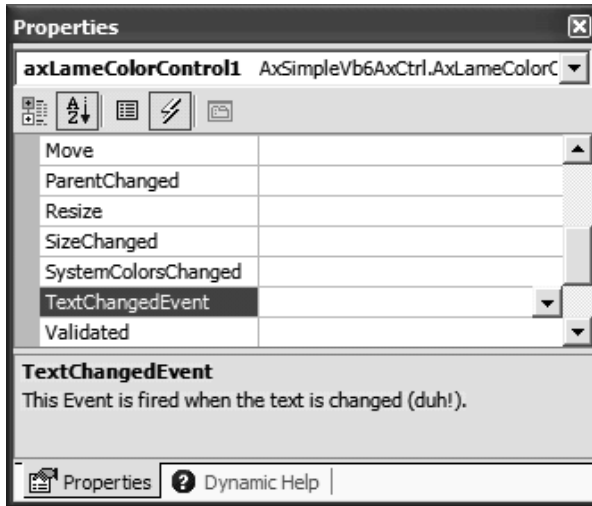 Properties
axLameColorControl1 AxSimpleVb6AxCtrl.AxLameColorC
Move
ParentChanged
Resize
SizeChanged
SystemColorsChanged
TextChangedEvent
Validated
TextChangedEvent
This Event is fired when the text is changed (duh!).
Properties Dynamic Help